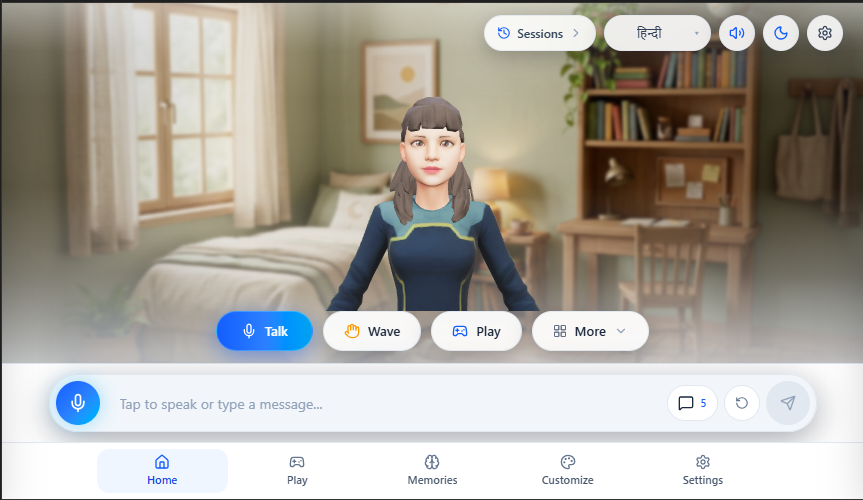 Sessions
हिन्दी
Talk
Wave
Play
More
Tap to speak or type a message...
5
Home
Play
Memories
Customize
Settings